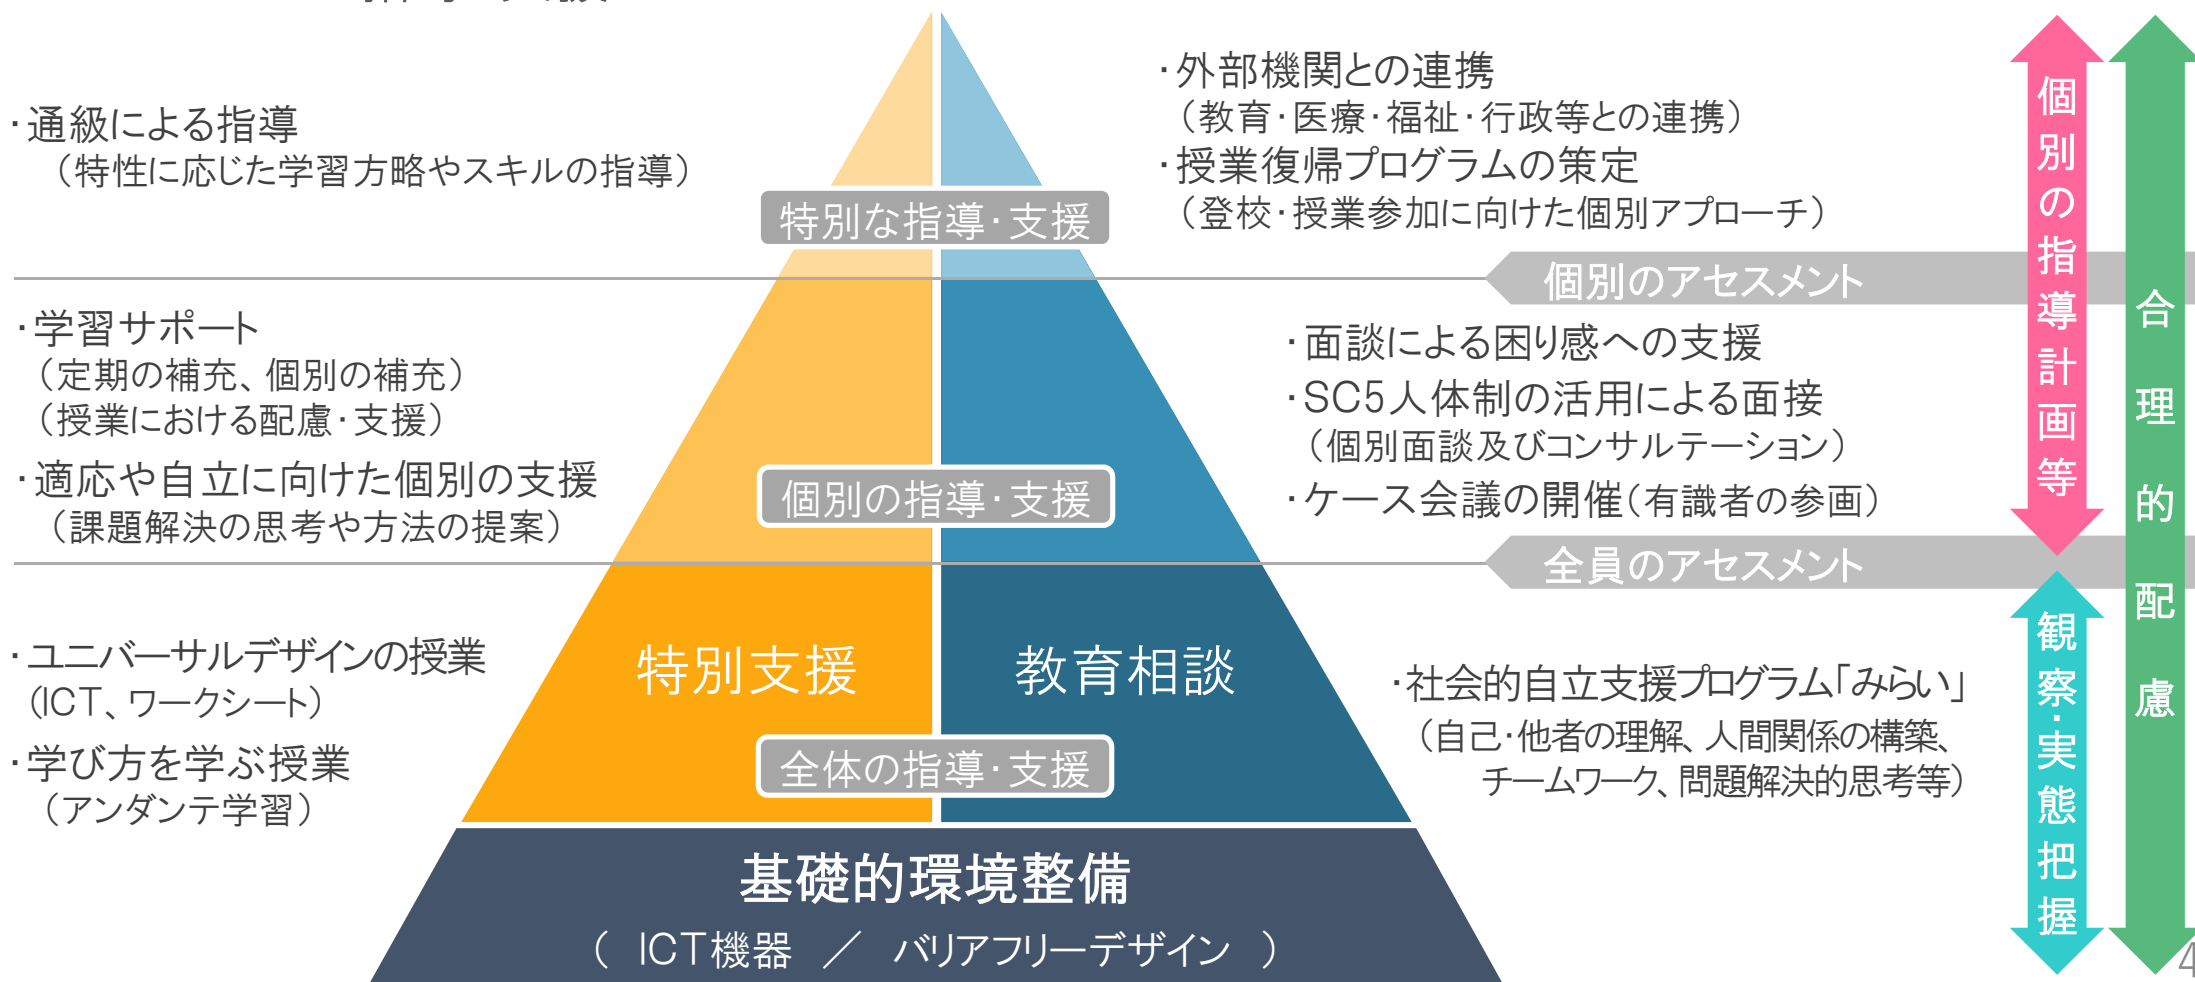 ・通級による指導
（特性に応じた学習方略やスキルの指導）
・外部機関との連携
（教育・医療・福祉・行政等との連携）
・授業復帰プログラムの策定
（登校・授業参加に向けた個別アプローチ）
特別な指導・支援
個別のアセスメント
・学習サポート
（定期の補充、個別の補充）
（授業における配慮・支援）
・適応や自立に向けた個別の支援
（課題解決の思考や方法の提案）
・面談による困り感への支援
・SC5人体制の活用による面接
（個別面談及びコンサルテーション）
・ケース会議の開催（有識者の参画）
個別の指導・支援
全員のアセスメント
・ユニバーサルデザインの授業
(ICT、ワークシート)
・学び方を学ぶ授業
（アンダンテ学習）
特別支援
教育相談
全体の指導・支援
・社会的自立支援プログラム「みらい」
（自己・他者の理解、人間関係の構築、
チームワーク、問題解決的思考等）
基礎的環境整備
（　ICT機器　／　バリアフリーデザイン　）
個別の指導計画等
観察・実態把握
合理的配慮
4